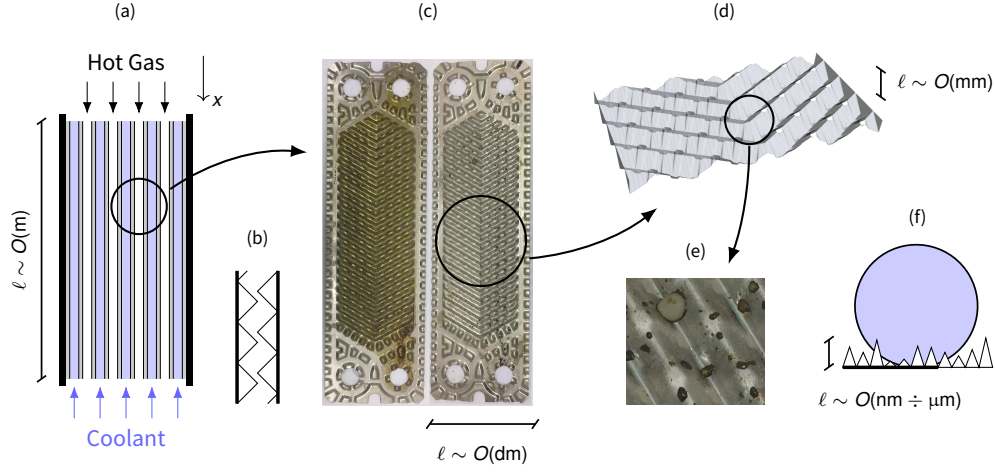 (a)
(c)
(d)
Hot Gas
x
ℓ ∼ O(mm)
ℓ ∼ O(m)
(b)
(e)
(f)
ℓ ∼ O(nm ÷ μm)
Coolant
ℓ ∼ O(dm)